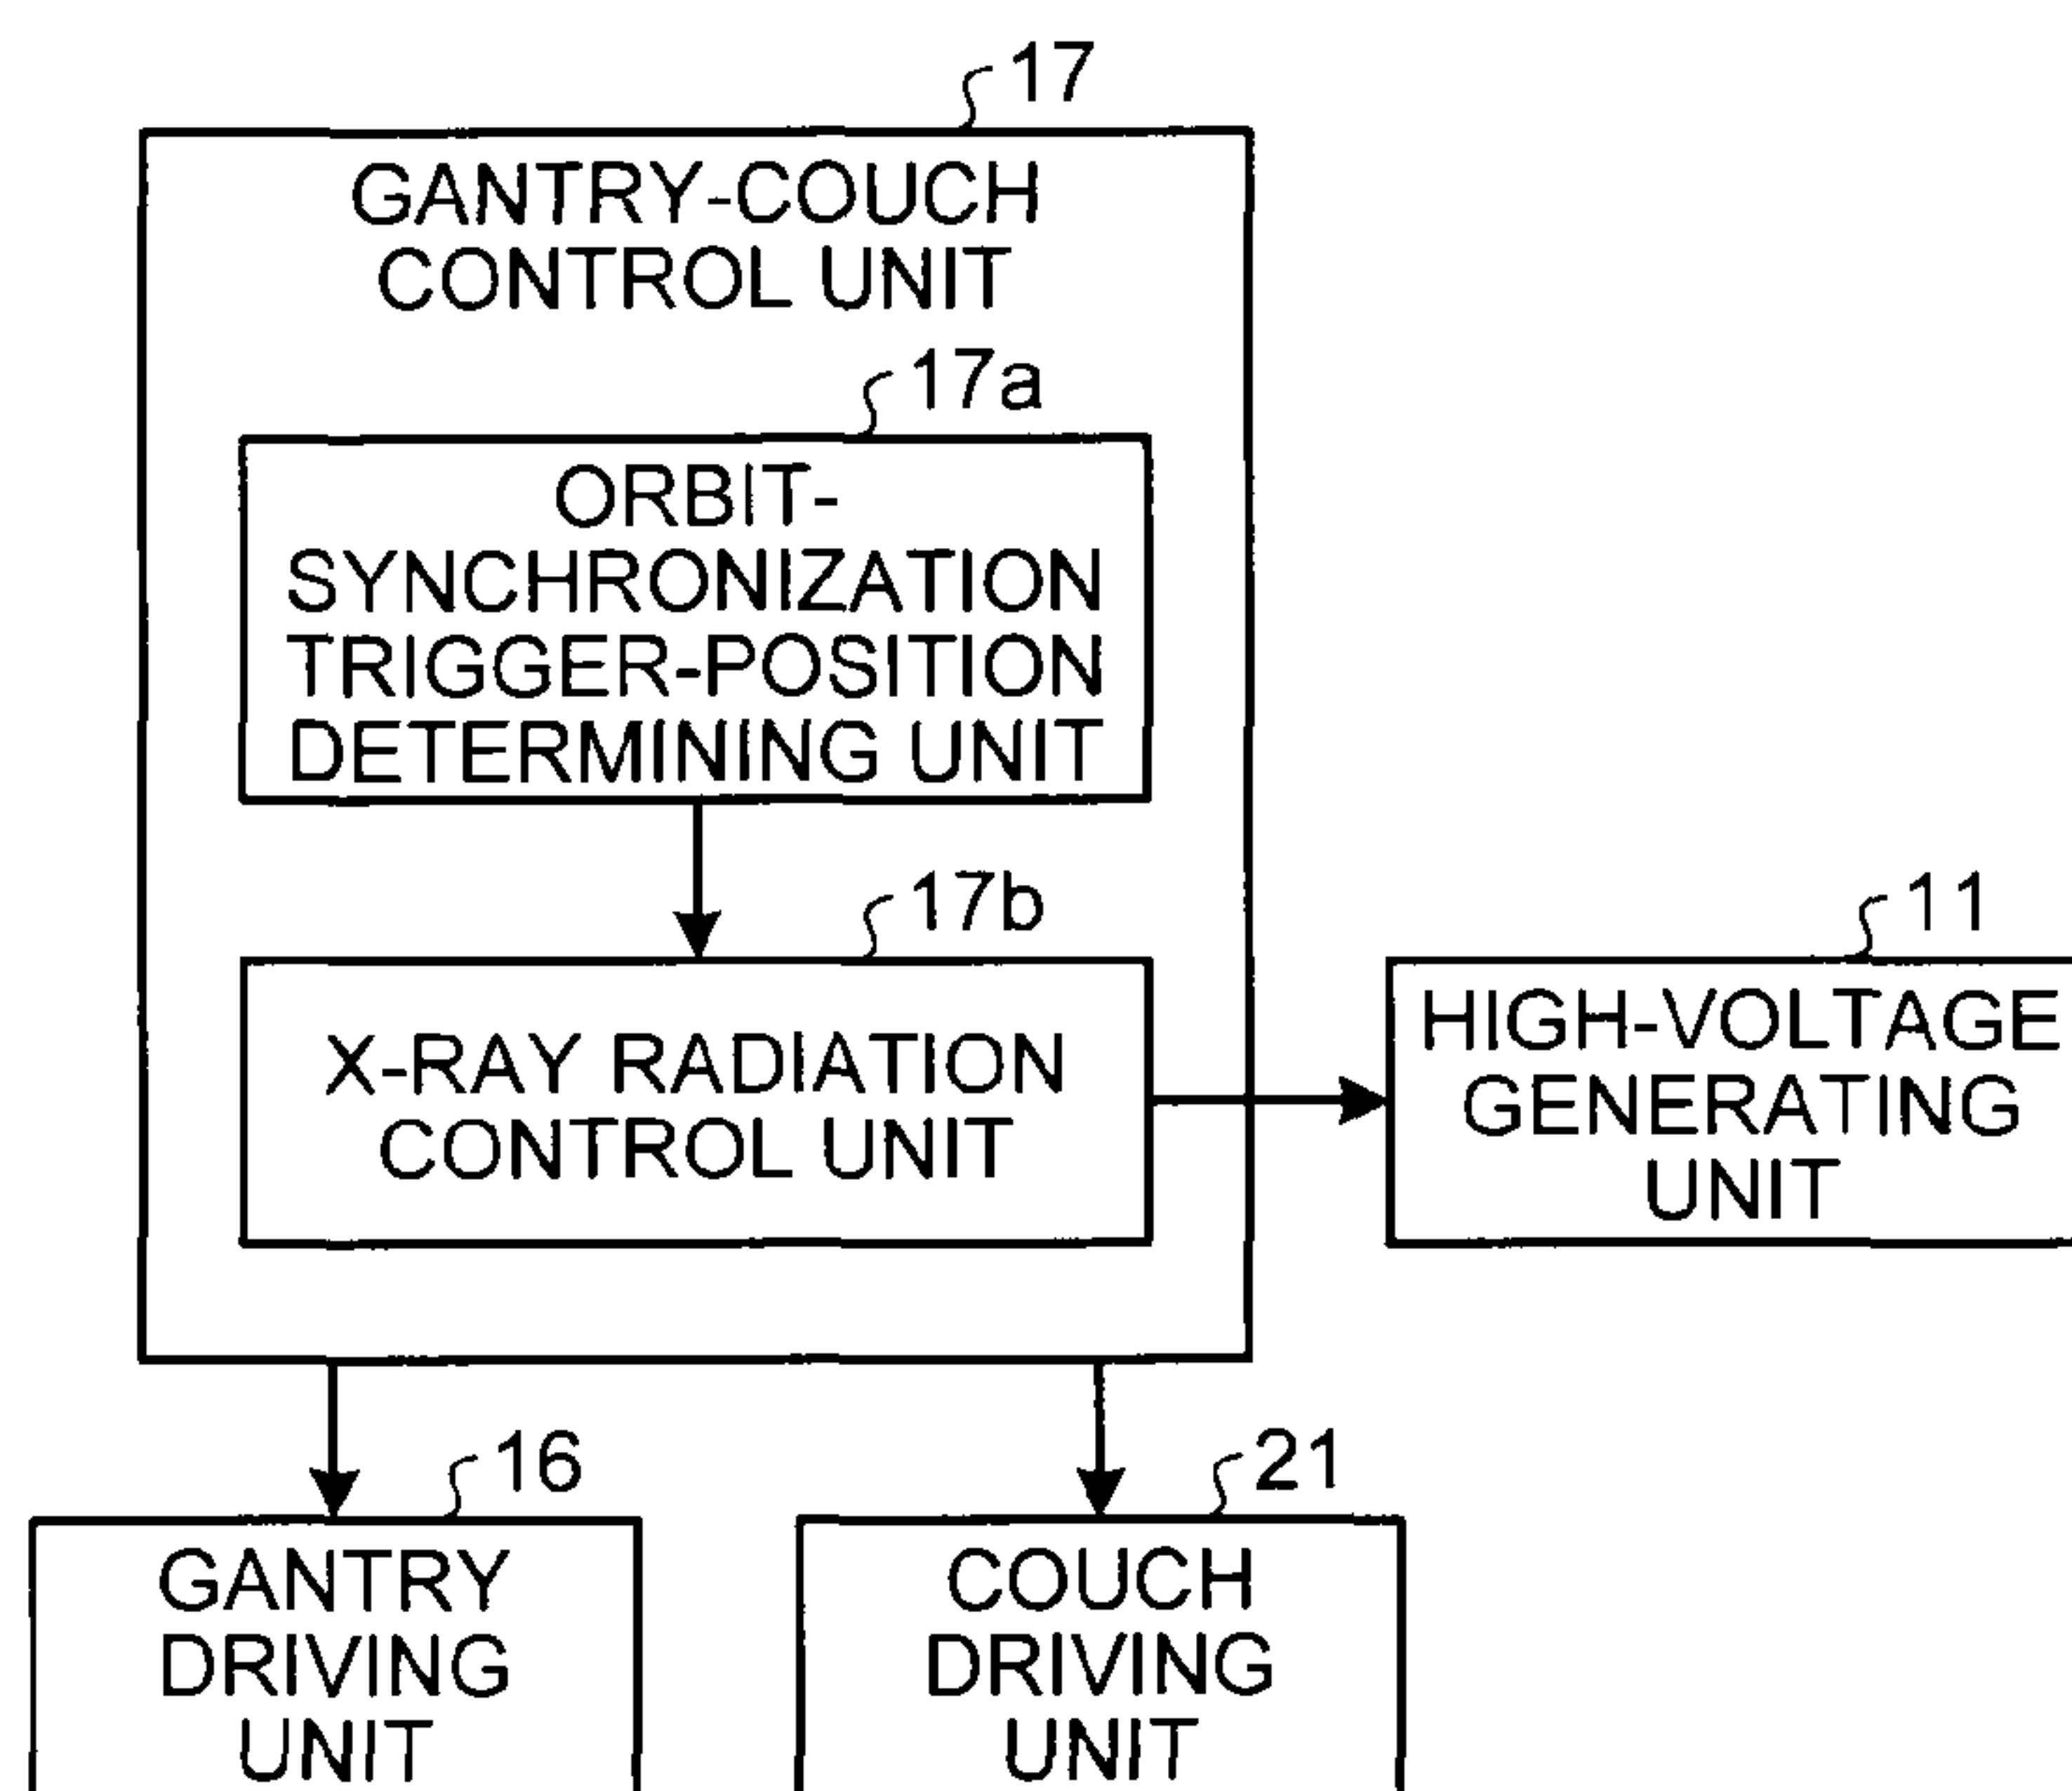 17
GANTRY-COUCH
CONTROL UNIT
17a
ORBIT-
SYNCHRONIZATION
TRIGGER-POSITION
DETERMINING UNIT
17b
X-RAY RADIATION
CONTROL UNIT
11
HIGH-VOLTAGE
GENERATING
UNIT
16
GANTRY
DRIVING
UNIT
21
COUCH
DRIVING
UNIT